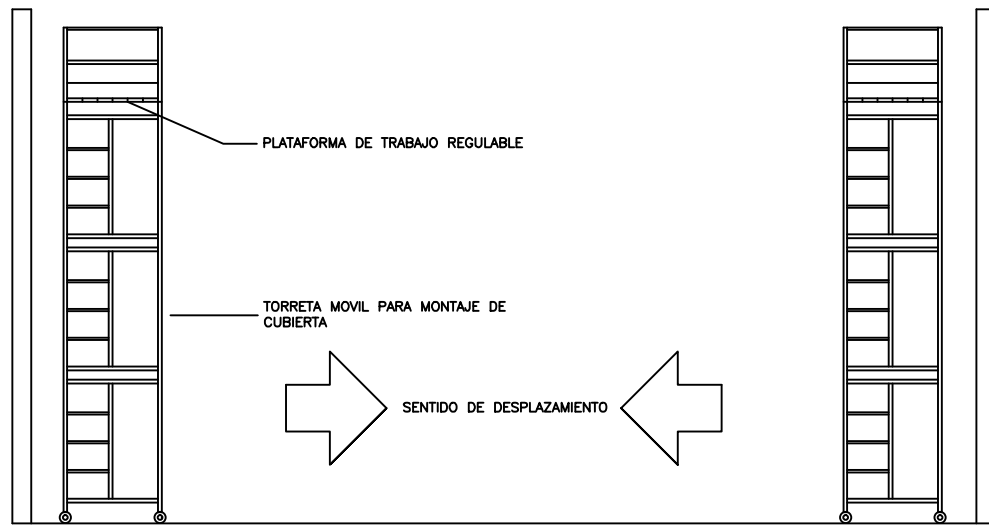 PLATAFORMA DE TRABAJO REGULABLE
TORRETA MOVIL PARA MONTAJE DE
CUBIERTA
SENTIDO DE DESPLAZAMIENTO